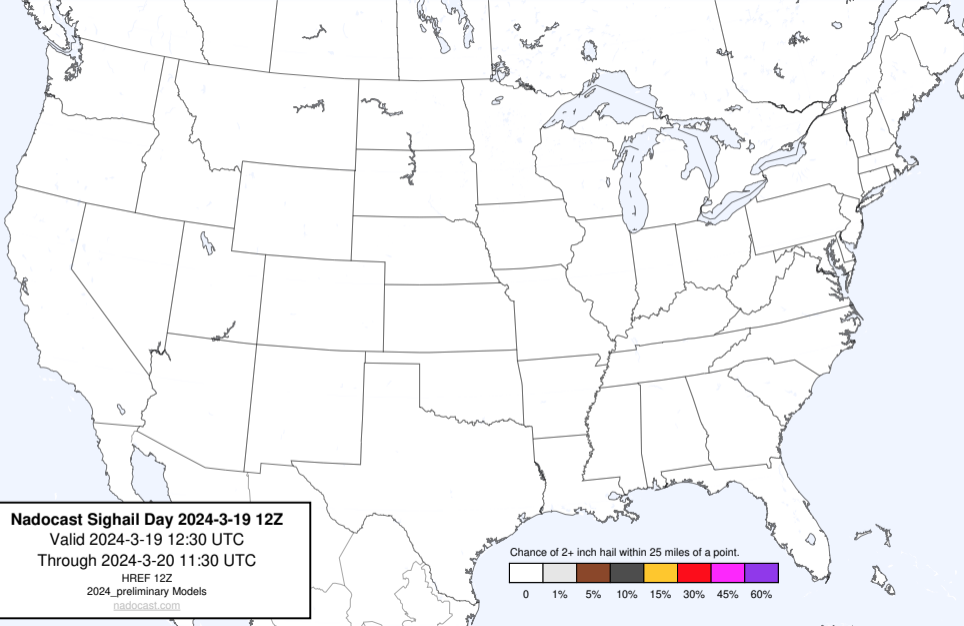 Nadocast Sighail Day 2024-3-19 12Z
Valid 2024-3-19 12:30 UTC
Through 2024-3-20 11:30 UTC
HREF 12Z
2024_preliminary Models
nadocast.com
Chance of 2+ inch hail within 25 miles of a point.
0 1% 5% 10% 15% 30% 45% 60%